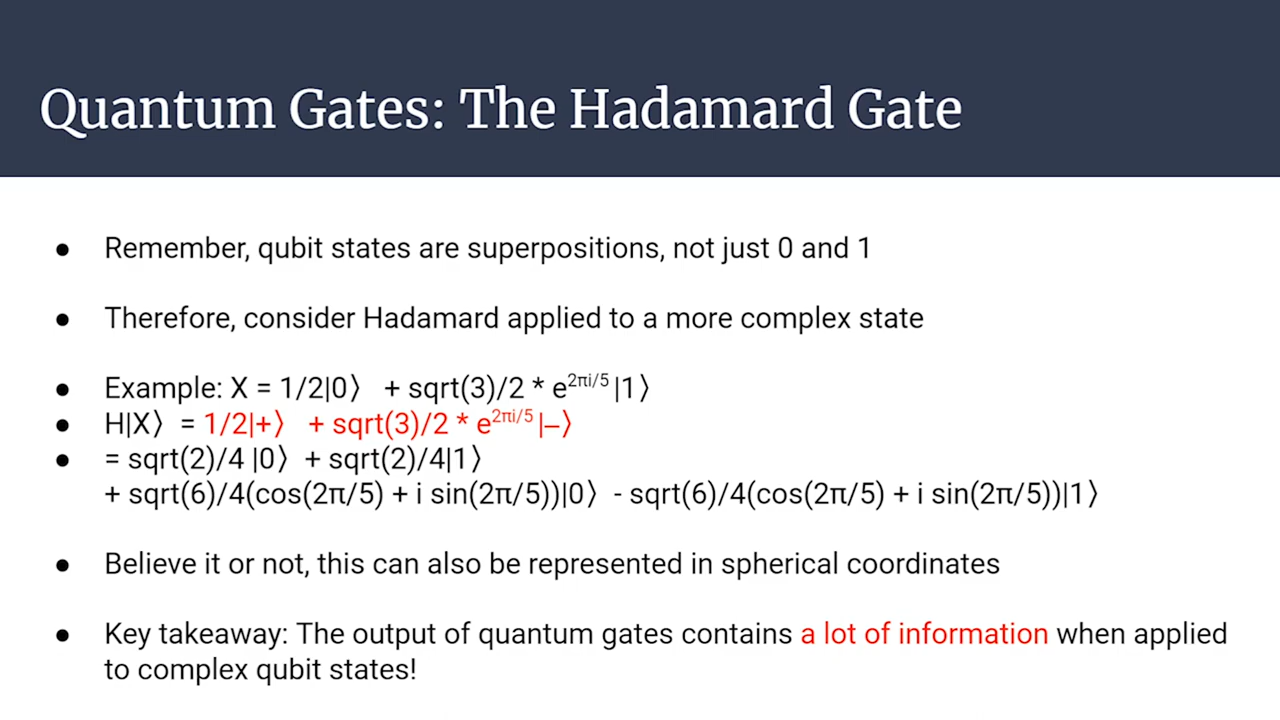 Quantum Gates: The Hadamard Gate
● Remember, qubit states are superpositions, not just 0 and 1
● Therefore, consider Hadamard applied to a more complex state
● Example: X = 1/2|0⟩ + sqrt(3)/2 * e^2πi/5 |1⟩
● H|X⟩ = 1/2|+⟩ + sqrt(3)/2 * e^2πi/5 |–⟩
● = sqrt(2)/4 |0⟩ + sqrt(2)/4|1⟩
+ sqrt(6)/4(cos(2π/5) + i sin(2π/5))|0⟩ - sqrt(6)/4(cos(2π/5) + i sin(2π/5))|1⟩
● Believe it or not, this can also be represented in spherical coordinates
● Key takeaway: The output of quantum gates contains a lot of information when applied
to complex qubit states!